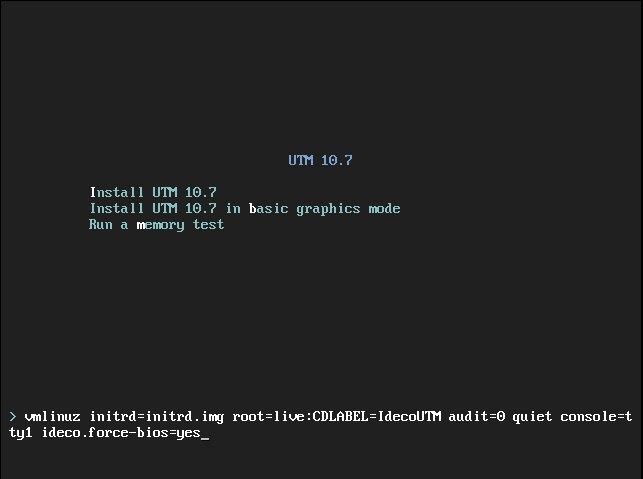 UTM 10.7
Install UTM 10.7
Install UTM 10.7 in basic graphics mode
Run a memory test
> vmlinuz initrd=initrd.img root=live:CDLABEL=IdecoUTM audit=0 quiet console=t
ty1 ideco.force-bios=yes_